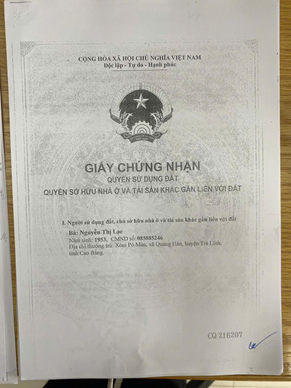 CỘNG HÒA XÃ HỘI CHỦ NGHĨA VIỆT NAM
Độc lập - Tự do - Hạnh phúc
GIẤY CHỨNG NHẬN
QUYỀN SỬ DỤNG ĐẤT
QUYỀN SỞ HỮU NHÀ Ở VÀ TÀI SẢN KHÁC GẮN LIỀN VỚI ĐẤT
I. Người sử dụng đất, chủ sở hữu nhà ở và tài sản khác gắn liền với đất
Bà: Nguyễn Thị Lạc
Năm sinh: 1953, CMND số: 085085246
Địa chỉ thường trú: Xóm Pò Mán, xã Quang Hán, huyện Trà Lĩnh,
tỉnh Cao Bằng.
CQ 216207